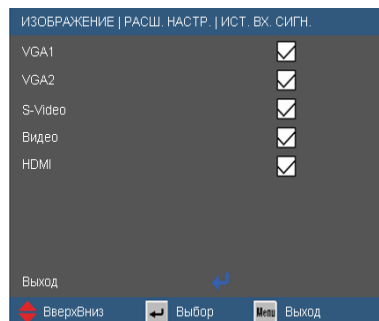 ИЗОБРАЖЕНИЕ | РАСШ. НАСТР. | ИСТ. ВХ. СИГН.
VGA1
VGA2
S-Video
Видео
HDMI
Выход
ВверхВниз Выбор Menu Выход